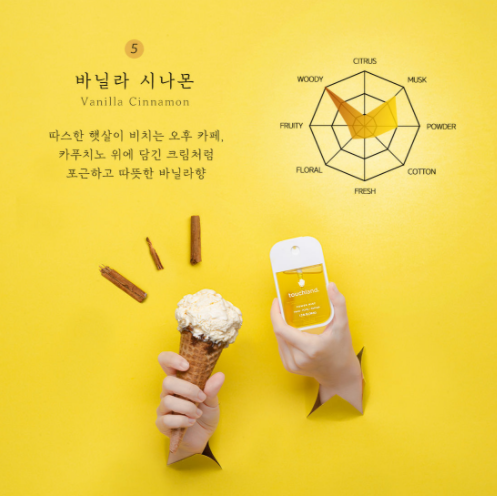 5
바닐라 시나몬
Vanilla Cinnamon
따스한 햇살이 비치는 오후 카페,
카푸치노 위에 담긴 크림처럼
포근하고 따뜻한 바닐라향
CITRUS
WOODY
MUSK
FRUITY
POWDER
FLORAL
COTTON
FRESH
TOUCHLAND